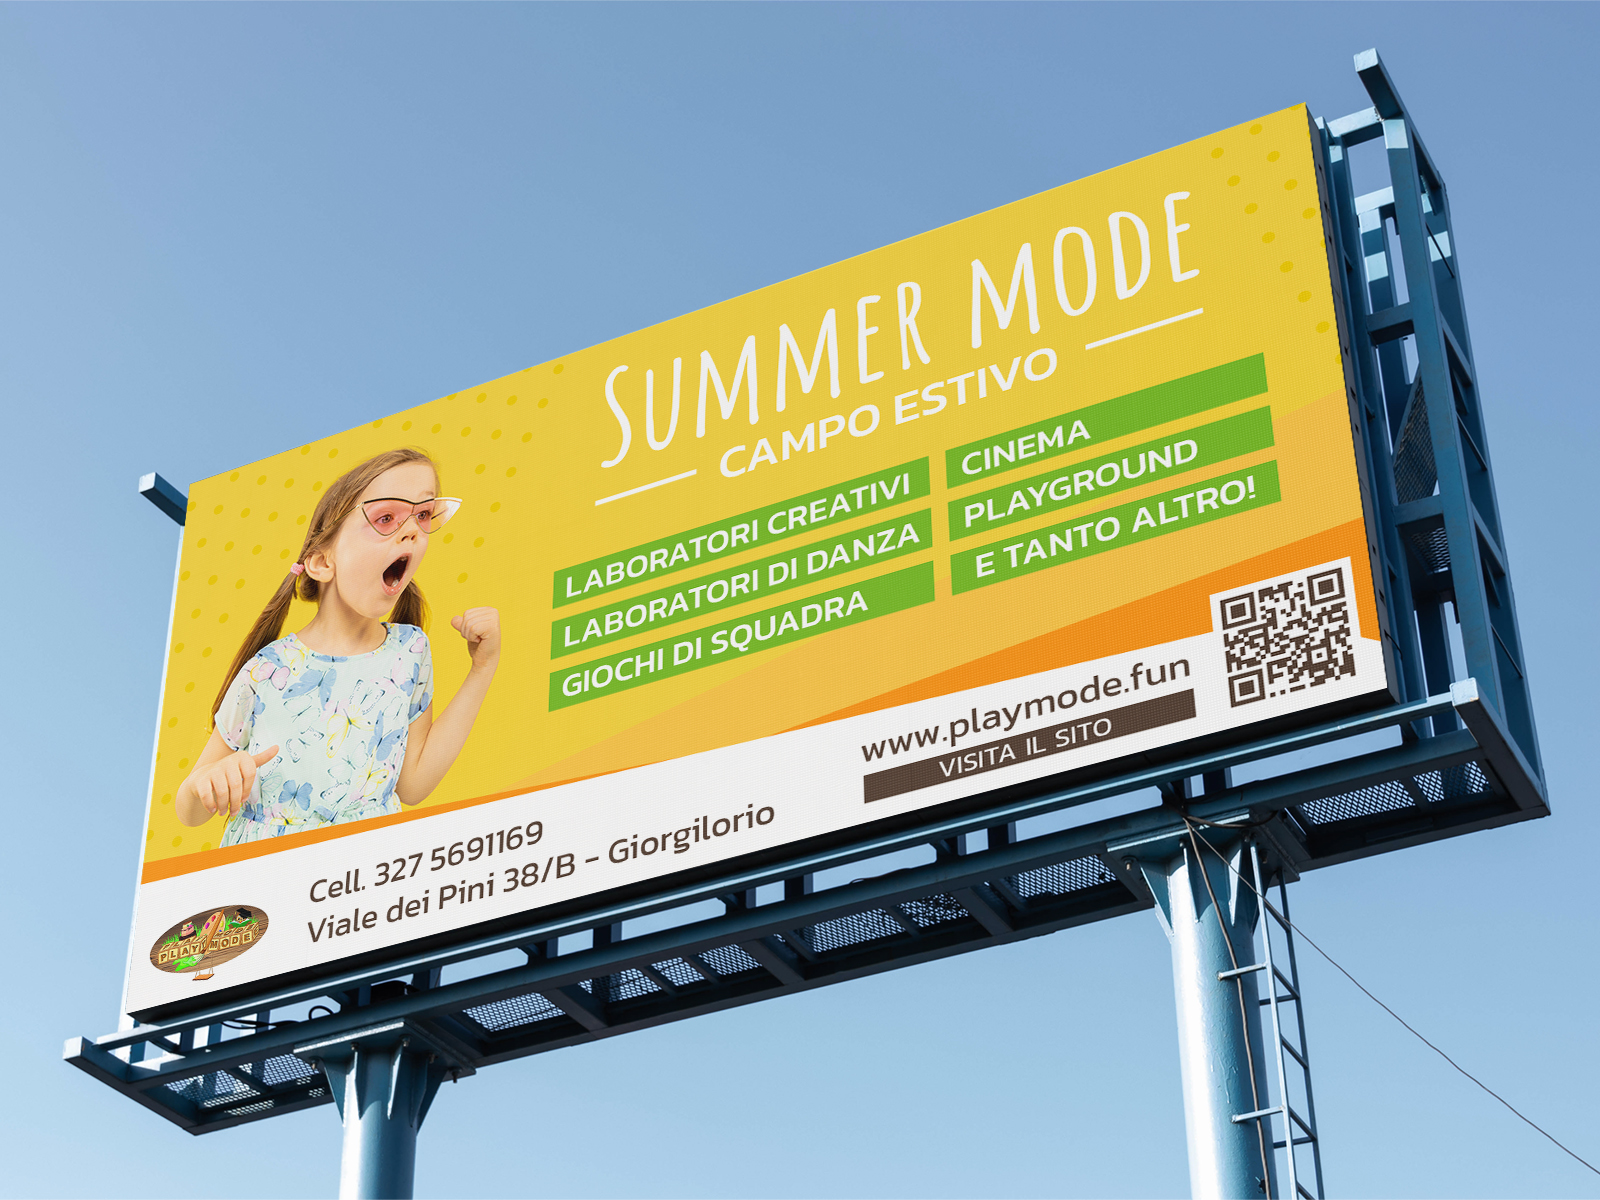 SUMMER MODE
CAMPO ESTIVO
LABORATORI CREATIVI
LABORATORI DI DANZA
GIOCHI DI SQUADRA
CINEMA
PLAYGROUND
E TANTO ALTRO!
www.playmode.fun
VISITA IL SITO
Cell. 327 5691169
Viale dei Pini 38/B - Giorgilorio
PLAY MODE